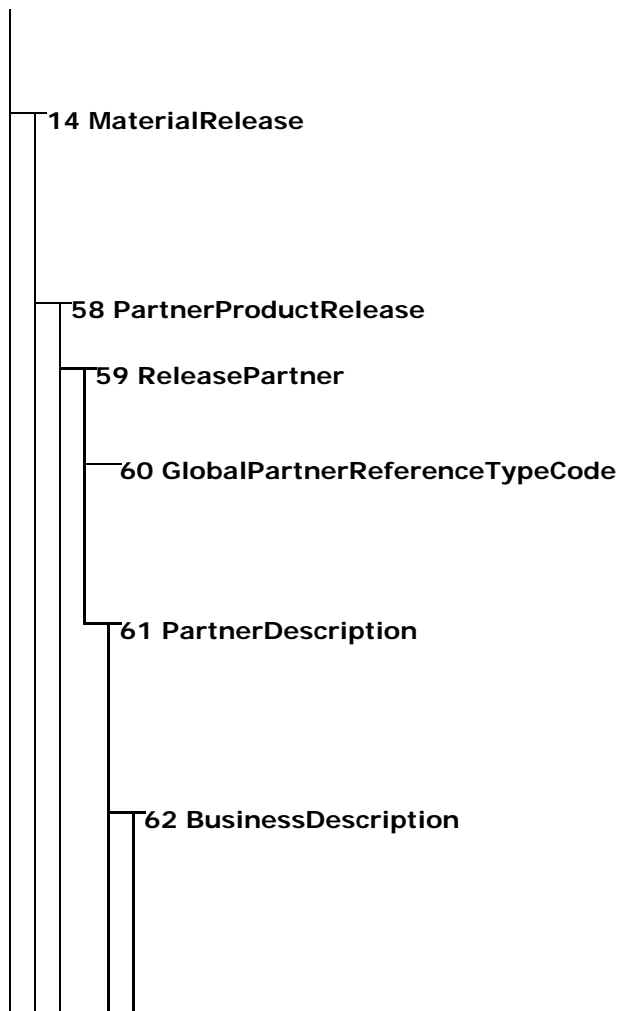 14 MaterialRelease
58 PartnerProductRelease
59 ReleasePartner
60 GlobalPartnerReferenceTypeCode
61 PartnerDescription
62 BusinessDescription